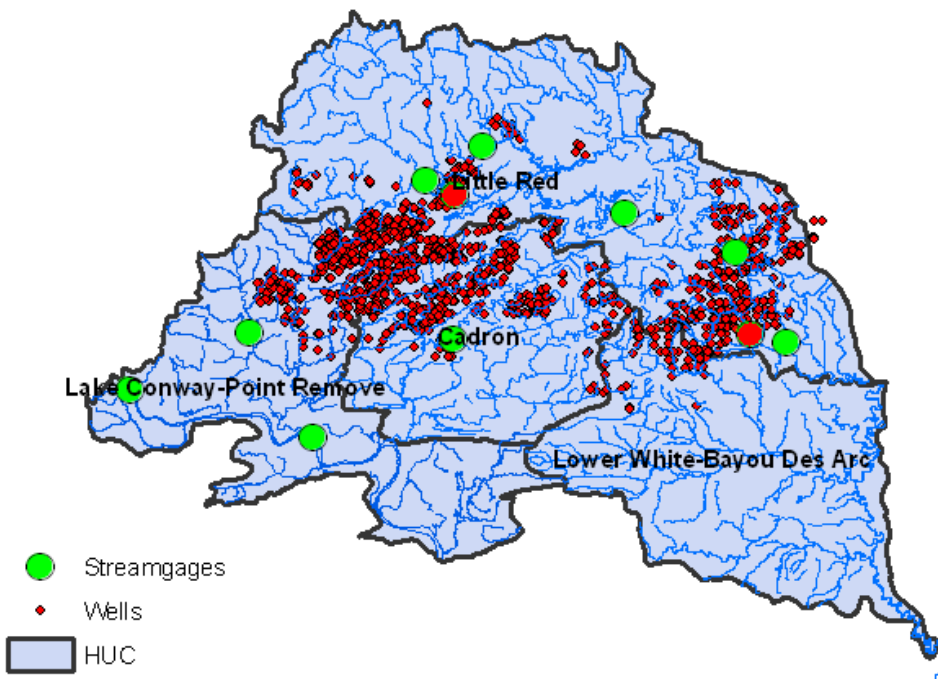 Little Red
Cadron
Lake Conway-Point Remove
Lower White-Bayou Des Arc
Streamgages
Wells
HUC